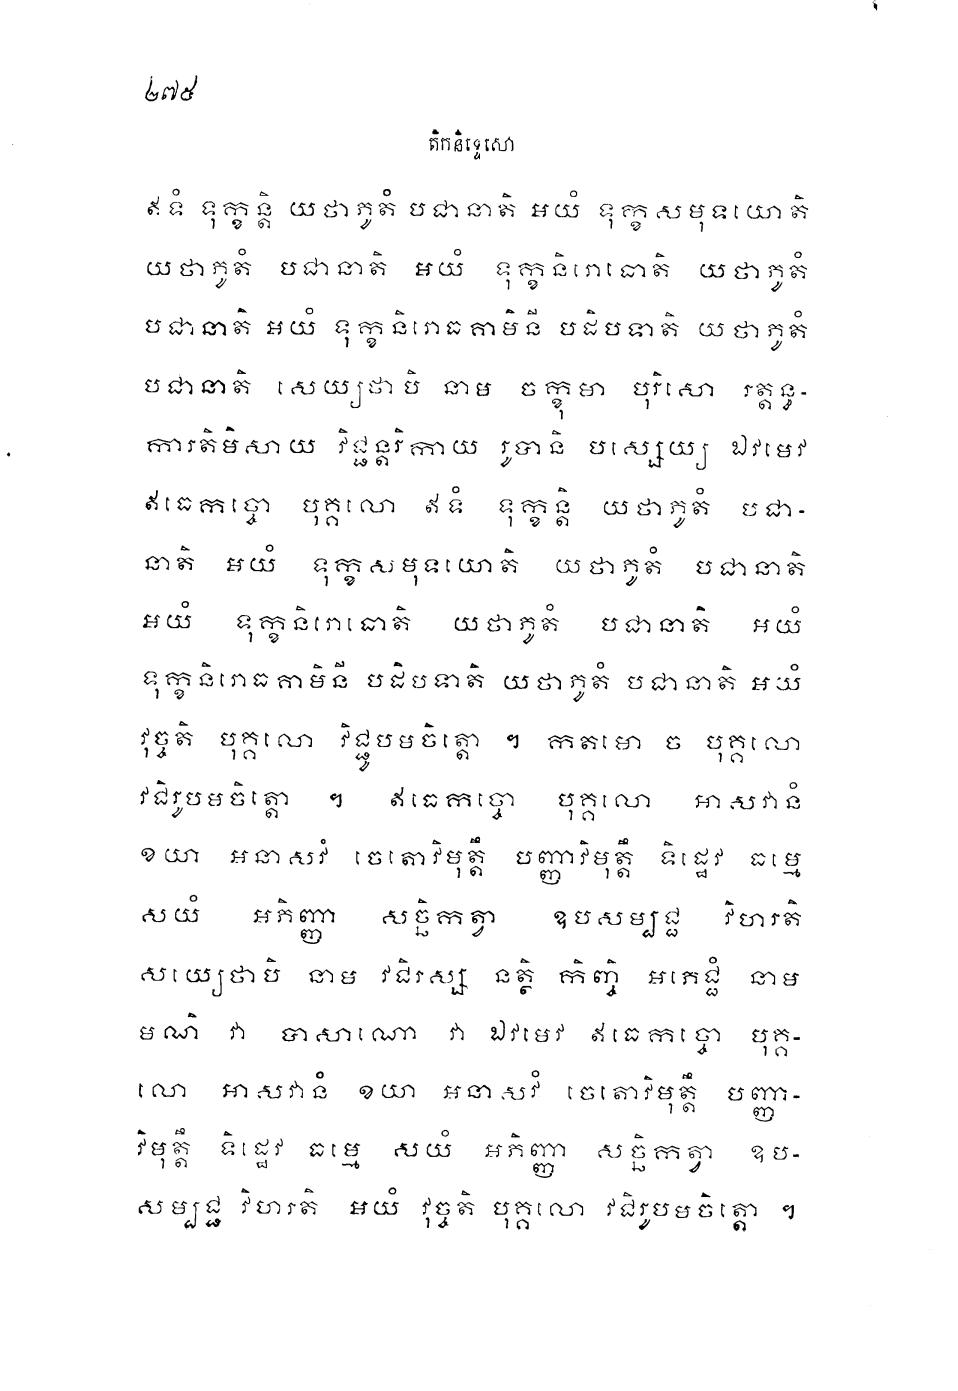 ២៧៥
តិកនិទ្ទេសោ
ឥទំ ទុក្ខន្តិ យថាភូតំ បជានាតិ អយំ ទុក្ខសមុទយោតិ
យថាភូតំ បជានាតិ អយំ ទុក្ខនិរោធោតិ យថាភូតំ
បជានាតិ អយំ ទុក្ខនិរោធគាមិនី បដិបទាតិ យថាភូតំ
បជានាតិ សេយ្យថាបិ នាម ចក្ខុមា បុរិសោ រត្តន្ធ-
ការតិមិសាយ វិជ្ជន្តរិកាយ រូបានិ បស្សេយ្យ ឯវមេវ
ឥធេកច្ចោ បុគ្គលោ ឥទំ ទុក្ខន្តិ យថាភូតំ បជា-
នាតិ អយំ ទុក្ខសមុទយោតិ យថាភូតំ បជានាតិ
អយំ ទុក្ខនិរោធោតិ យថាភូតំ បជានាតិ អយំ
ទុក្ខនិរោធគាមិនី បដិបទាតិ យថាភូតំ បជានាតិ អយំ
វុច្ចតិ បុគ្គលោ វិជ្ជូបមចិត្តោ ។ កតមោ ច បុគ្គលោ
វជិរូបមចិត្តោ ។ ឥធេកច្ចោ បុគ្គលោ អាសវានំ
ខយា អនាសវំ ចេតោវិមុត្តឹ បញ្ញាវិមុត្តឹ ទិដ្ឋេវ ធម្មេ
សយំ អភិញ្ញា សច្ឆិកត្វា ឧបសម្បជ្ជ វិហរតិ
សយ្យេថាបិ នាម វជិរស្ស នត្ថិ កិញ្ចិ អភេជ្ជំ នាម
មណិ វា បាសាណោ វា ឯវមេវ ឥធេកច្ចោ បុគ្គ-
លោ អាសវានំ ខយា អនាសវំ ចេតោវិមុត្តឹ បញ្ញា-
វិមុត្តឹ ទិដ្ឋេវ ធម្មេ សយំ អភិញ្ញា សច្ឆិកត្វា ឧប-
សម្បជ្ជ វិហរតិ អយំ វុច្ចតិ បុគ្គលោ វជិរូបមចិត្តោ ។